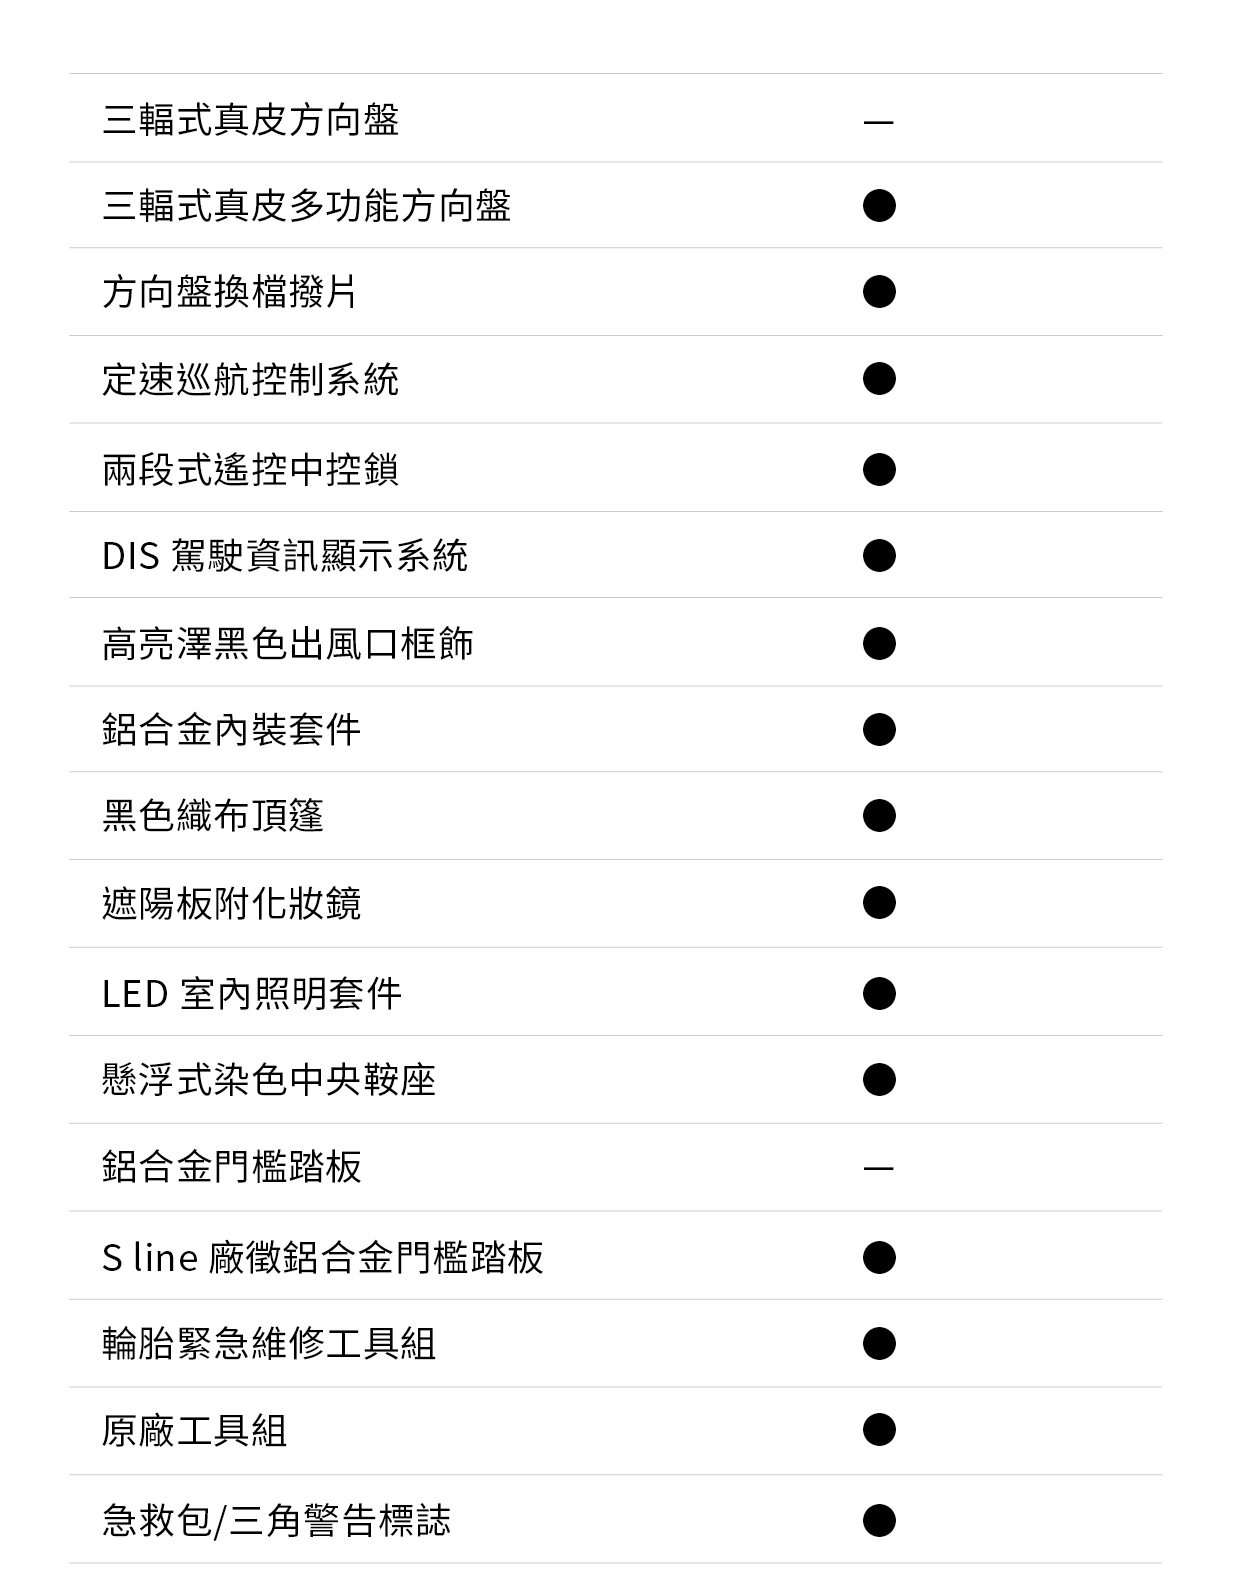 三輻式真皮方向盤 —
三輻式真皮多功能方向盤 ●
方向盤換檔撥片 ●
定速巡航控制系統 ●
兩段式遙控中控鎖 ●
DIS 駕駛資訊顯示系統 ●
高亮澤黑色出風口框飾 ●
鋁合金內裝套件 ●
黑色織布頂篷 ●
遮陽板附化妝鏡 ●
LED 室內照明套件 ●
懸浮式染色中央鞍座 ●
鋁合金門檻踏板 —
S line 廠徵鋁合金門檻踏板 ●
輪胎緊急維修工具組 ●
原廠工具組 ●
急救包/三角警告標誌 ●